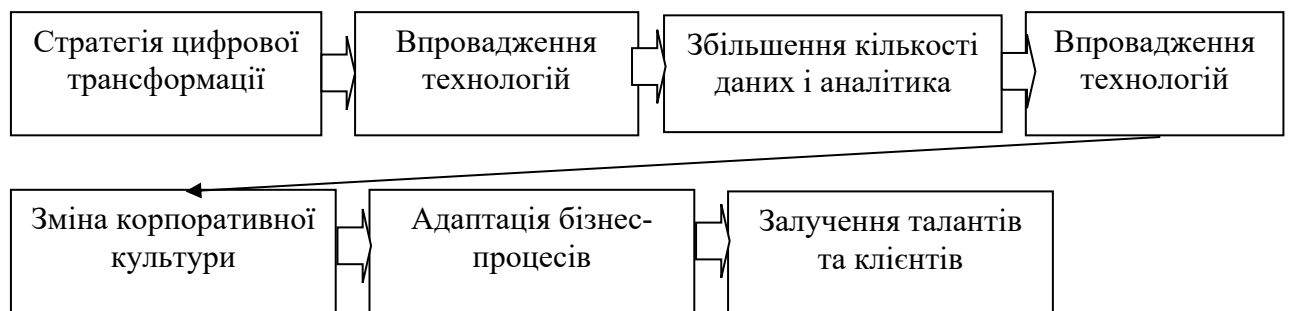 Стратегія цифрової
трансформації
Впровадження
технологій
Збільшення кількості
даних і аналітика
Впровадження
технологій
Зміна корпоративної
культури
Адаптація бізнес-
процесів
Залучення талантів
та клієнтів